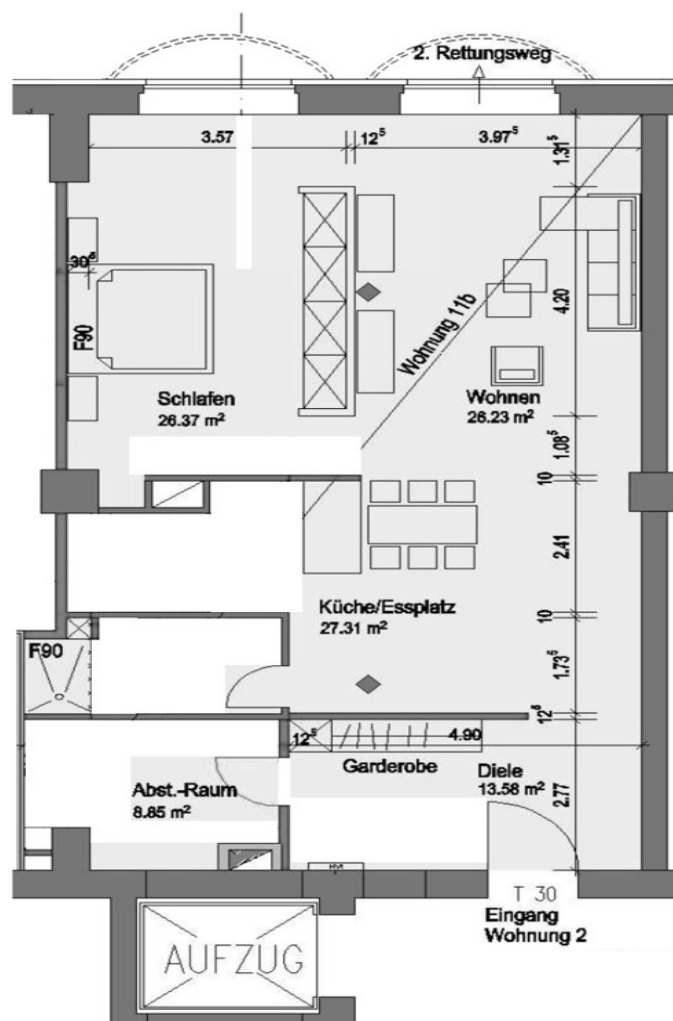 2. Rettungsweg
3.57
12⁵
3.97⁵
1.31⁵
30⁵
F90
Wohnung 11b
4.20
Schlafen
26.37 m²
Wohnen
26.23 m²
1.08⁵
10
2.41
Küche/Essplatz
27.31 m²
10
F90
1.73⁵
12⁵
12⁵
4.90
Garderobe
Diele
13.58 m²
Abst.-Raum
8.85 m²
2.77
T 30
Eingang
Wohnung 2
AUFZUG